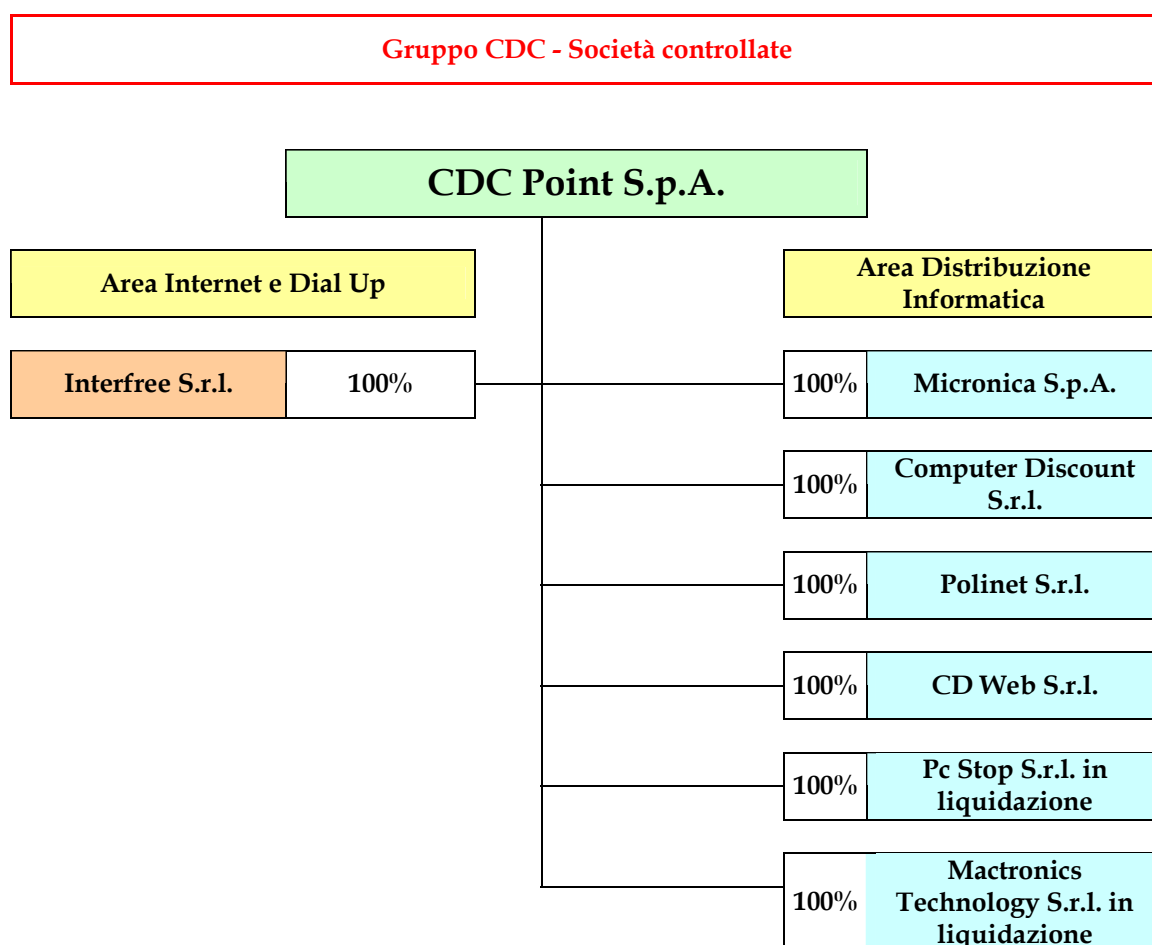 Gruppo CDC - Società controllate
CDC Point S.p.A.
Area Internet e Dial Up
Area Distribuzione
Informatica
Interfree S.r.l.
100%
100%
Micronica S.p.A.
100%
Computer Discount
S.r.l.
100%
Polinet S.r.l.
100%
CD Web S.r.l.
100%
Pc Stop S.r.l. in
liquidazione
100%
Mactronics
Technology S.r.l. in
liquidazione